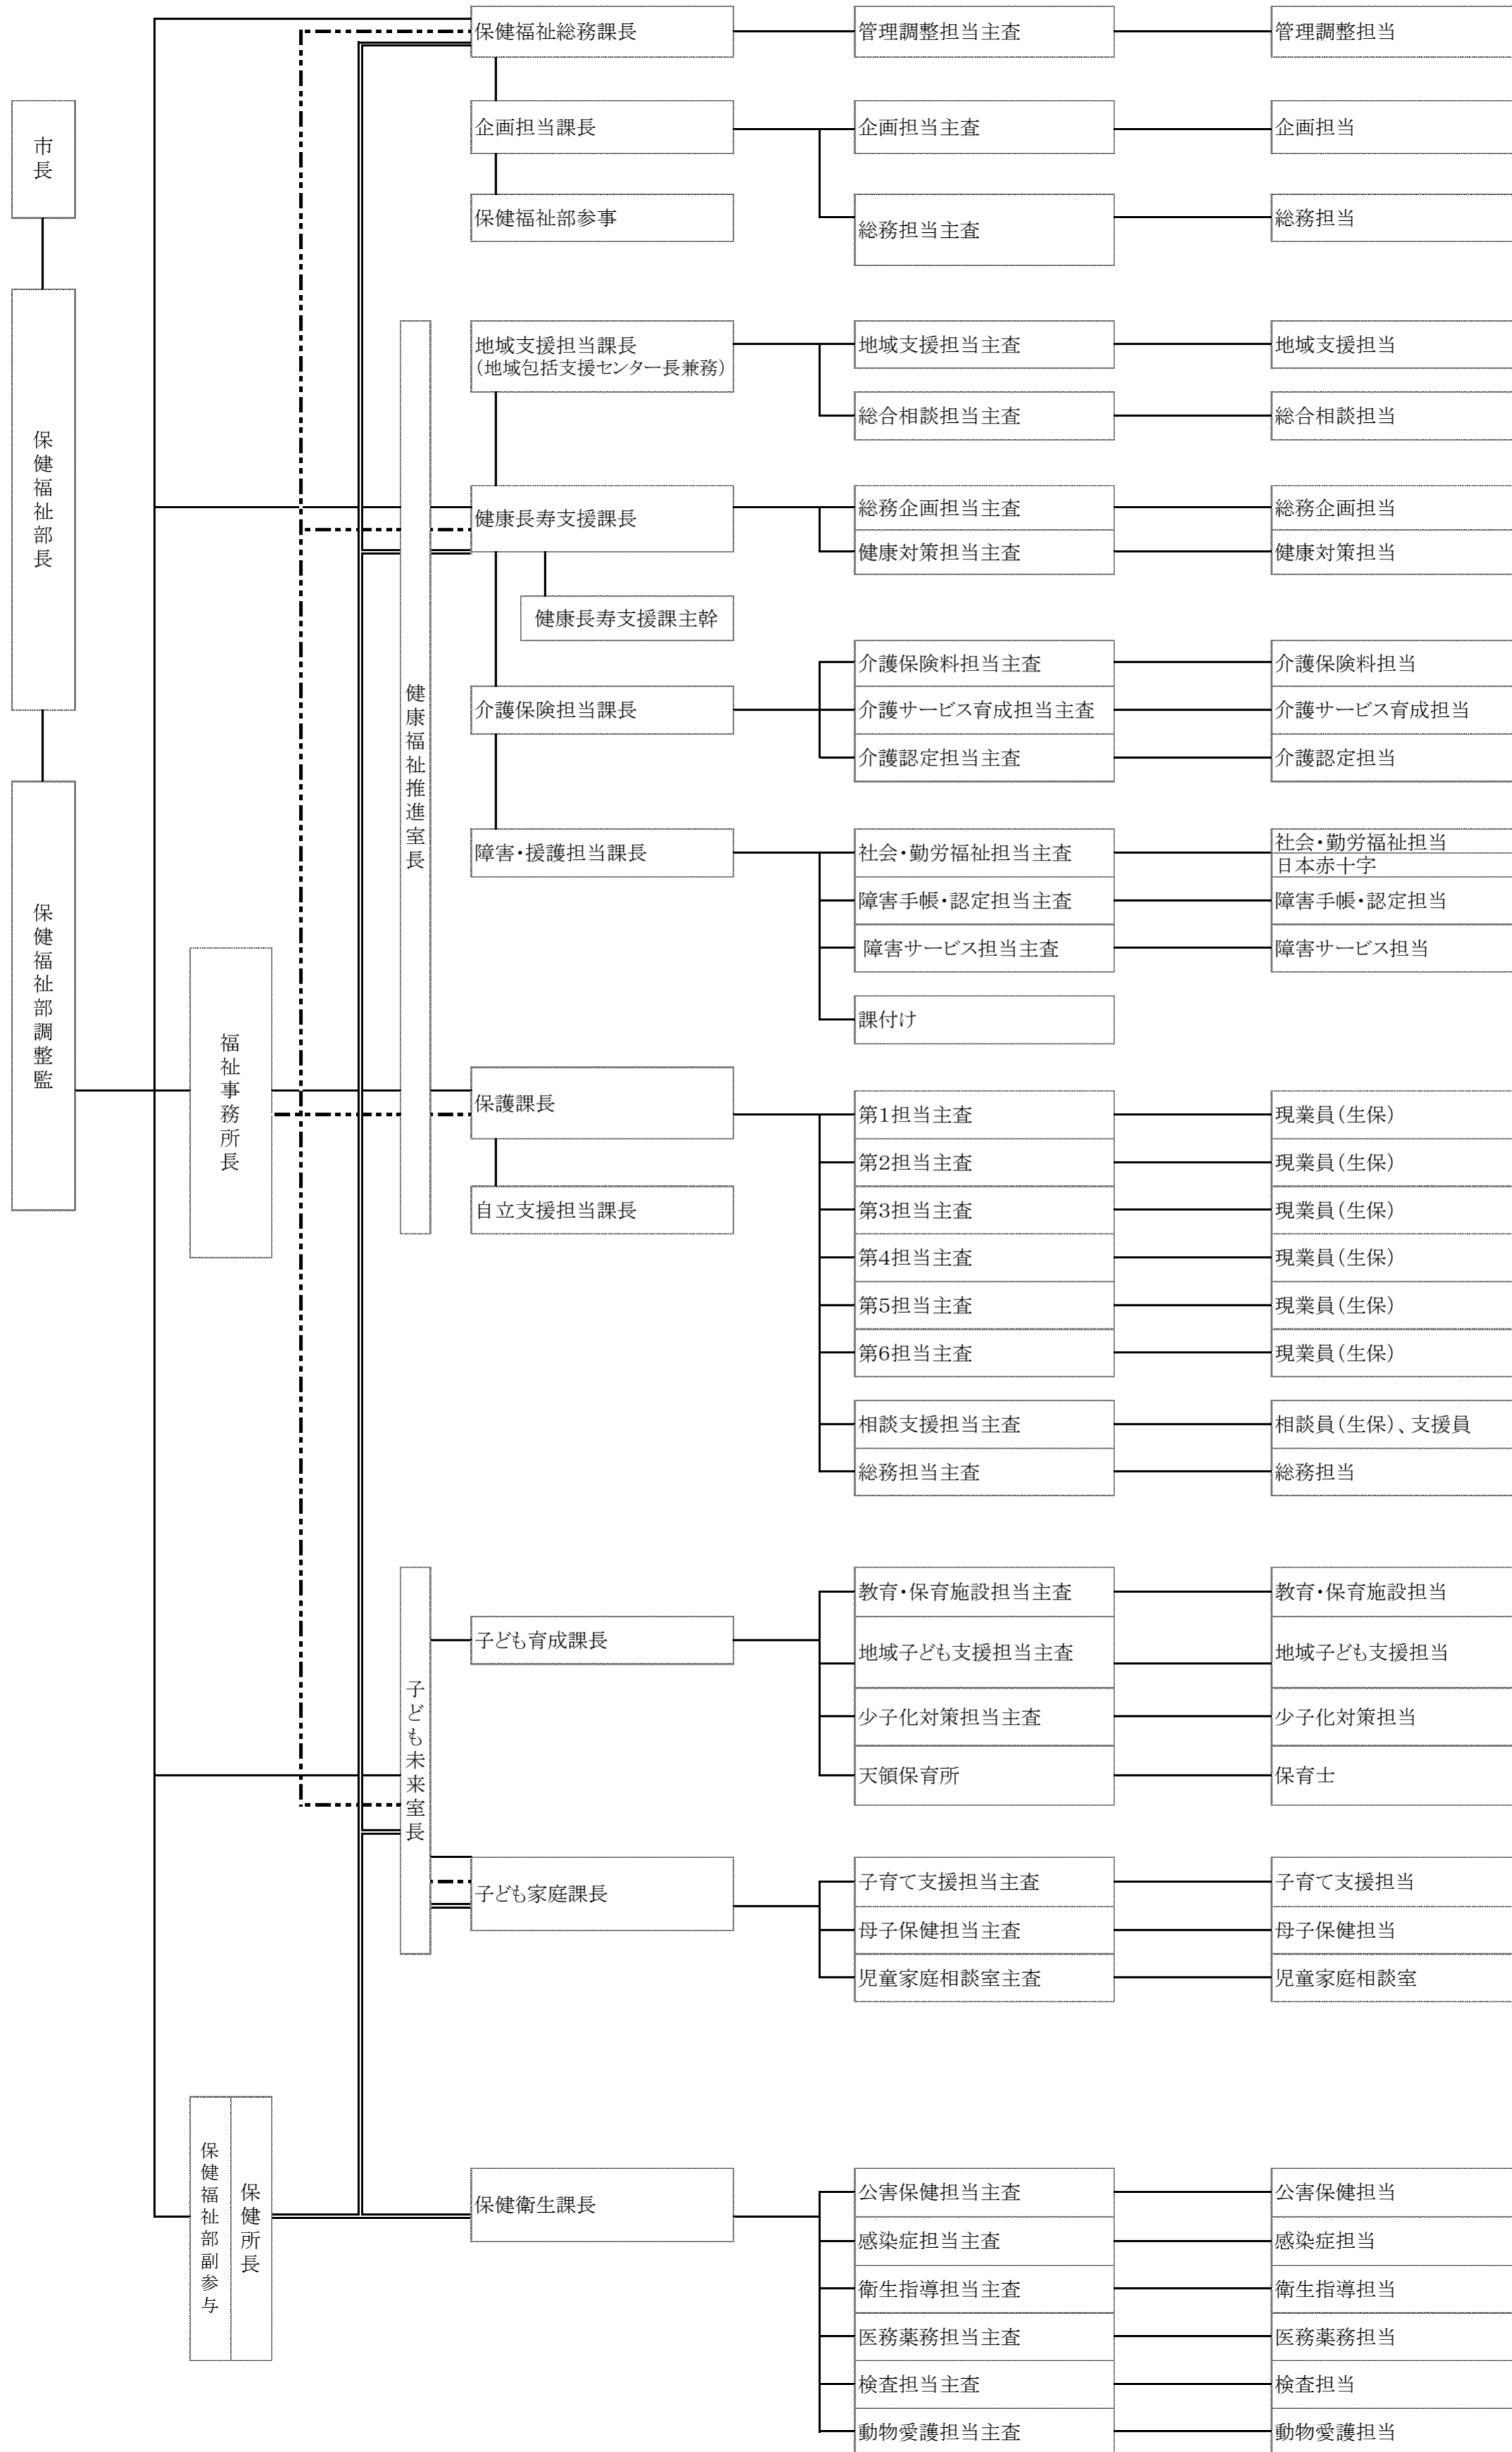 市長
保健福祉部長
保健福祉部調整監
福祉事務所長
保健福祉部副参与
保健所長
健康福祉推進室長
子ども未来室長
保健福祉総務課長
管理調整担当主査
管理調整担当
企画担当課長
企画担当主査
企画担当
保健福祉部参事
総務担当主査
総務担当
地域支援担当課長
(地域包括支援センター長兼務)
地域支援担当主査
地域支援担当
総合相談担当主査
総合相談担当
健康長寿支援課長
総務企画担当主査
総務企画担当
健康対策担当主査
健康対策担当
健康長寿支援課主幹
介護保険担当課長
介護保険料担当主査
介護保険料担当
介護サービス育成担当主査
介護サービス育成担当
介護認定担当主査
介護認定担当
障害・援護担当課長
社会・勤労福祉担当主査
社会・勤労福祉担当
日本赤十字
障害手帳・認定担当主査
障害手帳・認定担当
障害サービス担当主査
障害サービス担当
課付け
保護課長
自立支援担当課長
第1担当主査
現業員(生保)
第2担当主査
現業員(生保)
第3担当主査
現業員(生保)
第4担当主査
現業員(生保)
第5担当主査
現業員(生保)
第6担当主査
現業員(生保)
相談支援担当主査
相談員(生保)、支援員
総務担当主査
総務担当
子ども育成課長
教育・保育施設担当主査
教育・保育施設担当
地域子ども支援担当主査
地域子ども支援担当
少子化対策担当主査
少子化対策担当
天領保育所
保育士
子ども家庭課長
子育て支援担当主査
子育て支援担当
母子保健担当主査
母子保健担当
児童家庭相談室主査
児童家庭相談室
保健衛生課長
公害保健担当主査
公害保健担当
感染症担当主査
感染症担当
衛生指導担当主査
衛生指導担当
医務薬務担当主査
医務薬務担当
検査担当主査
検査担当
動物愛護担当主査
動物愛護担当